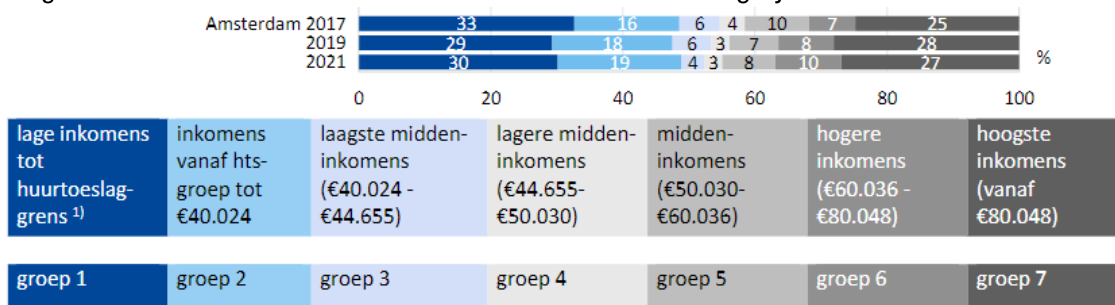 Amsterdam 2017 33 16 6 4 10 7 25
2019 29 18 6 3 7 8 28
2021 30 19 4 3 8 10 27 %
0 20 40 60 80 100
lage inkomens inkomens laagste midden- lagere midden- midden- hogere hoogste
tot vanaf hts- inkomens inkomens inkomens inkomens inkomens
huurtoeslag- groep tot (€40.024 - (€44.655- (€50.030- (€60.036 - (vanaf
grens 1) €40.024 €44.655) €50.030) €60.036) €80.048) €80.048)
groep 1 groep 2 groep 3 groep 4 groep 5 groep 6 groep 7